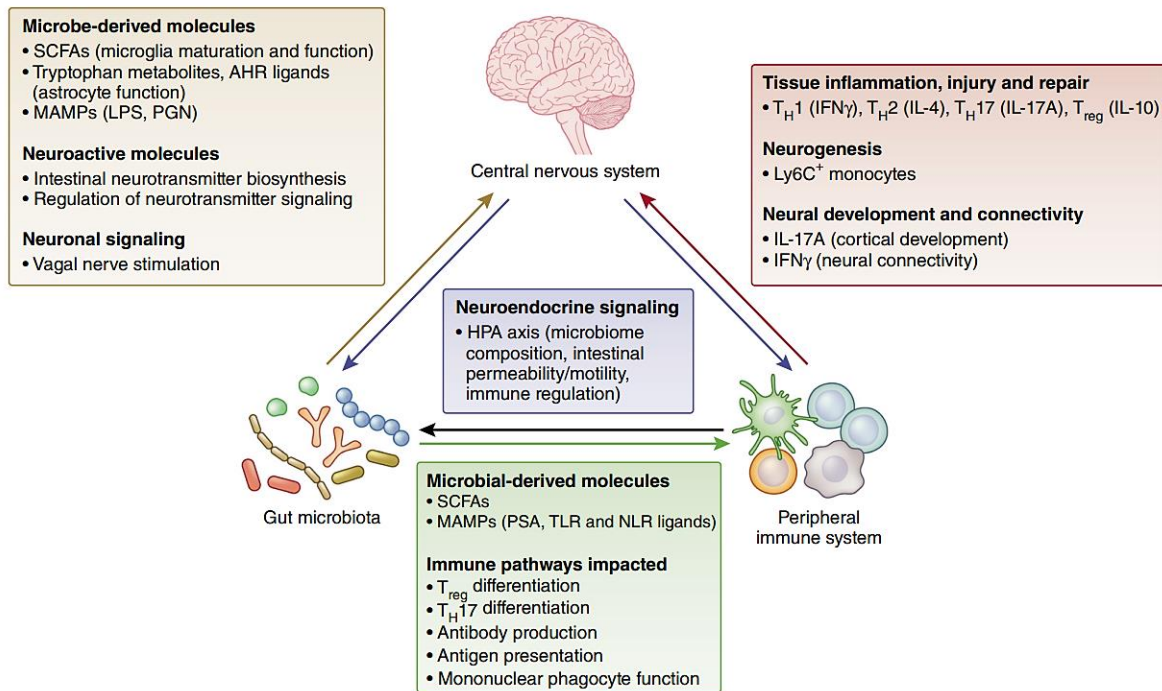 Microbe-derived molecules
• SCFAs (microglia maturation and function)
• Tryptophan metabolites, AHR ligands
(astrocyte function)
• MAMPs (LPS, PGN)
Neuroactive molecules
• Intestinal neurotransmitter biosynthesis
• Regulation of neurotransmitter signaling
Neuronal signaling
• Vagal nerve stimulation
Central nervous system
Tissue inflammation, injury and repair
• TH1 (IFNγ), TH2 (IL-4), TH17 (IL-17A), Treg (IL-10)
Neurogenesis
• Ly6C+ monocytes
Neural development and connectivity
• IL-17A (cortical development)
• IFNγ (neural connectivity)
Neuroendocrine signaling
• HPA axis (microbiome
composition, intestinal
permeability/motility,
immune regulation)
Gut microbiota
Peripheral
immune system
Microbial-derived molecules
• SCFAs
• MAMPs (PSA, TLR and NLR ligands)
Immune pathways impacted
• Treg differentiation
• TH17 differentiation
• Antibody production
• Antigen presentation
• Mononuclear phagocyte function